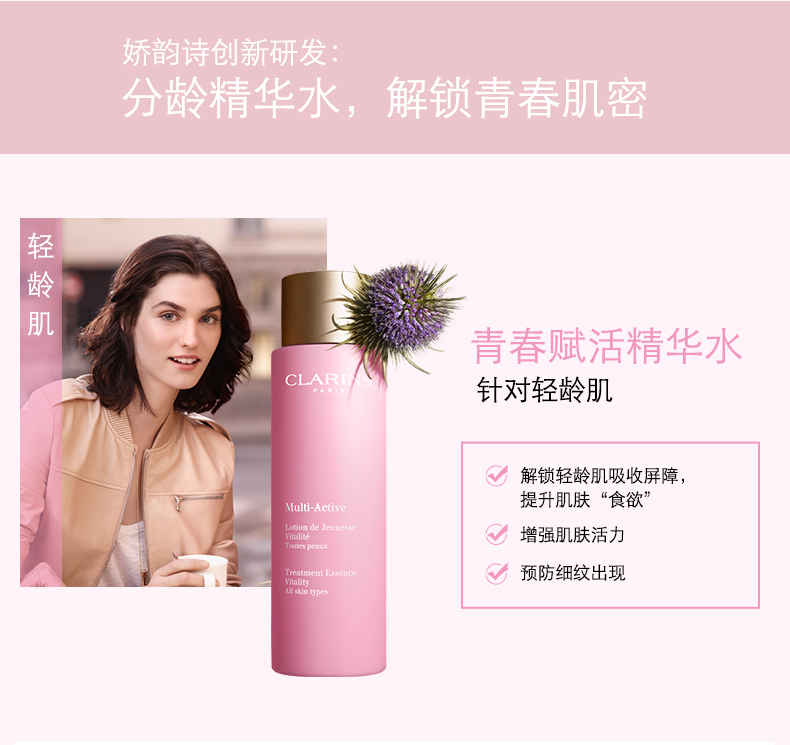 娇韵诗创新研发：
分龄精华水，解锁青春肌密
轻龄肌
CLARINS
PARIS
Multi-Active
Lotion de Jeunesse
Vitalité
Toutes peaux
Treatment Essence
Vitality
All skin types
青春赋活精华水
针对轻龄肌
解锁轻龄肌吸收屏障，
提升肌肤“食欲”
增强肌肤活力
预防细纹出现